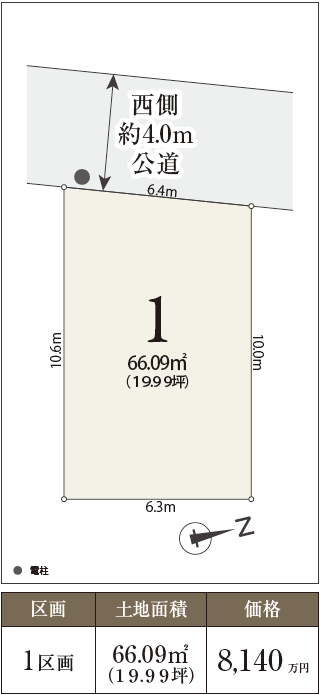 西側
約4.0m
公道
6.4m
1
66.09㎡
（19.99坪）
10.6m
10.0m
6.3m
N
● 電柱
区画 土地面積 価格
1区画 66.09㎡ 8,140 万円
（19.99坪）